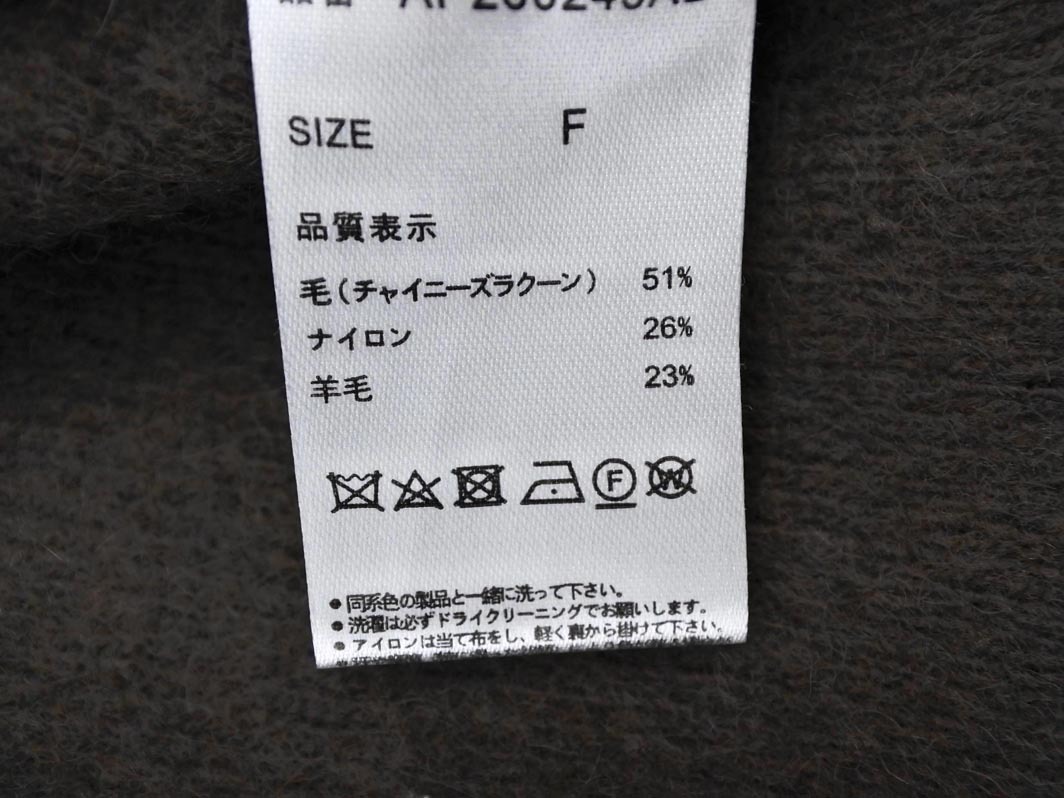 SIZE F
品質表示
毛(チャイニーズラクーン) 51%
ナイロン 26%
羊毛 23%
F W
●同系色の製品と一緒に洗って下さい。
●洗濯は必ずドライクリーニングでお願いします。
●アイロンは当て布をし、軽く裏から掛けて下さい。